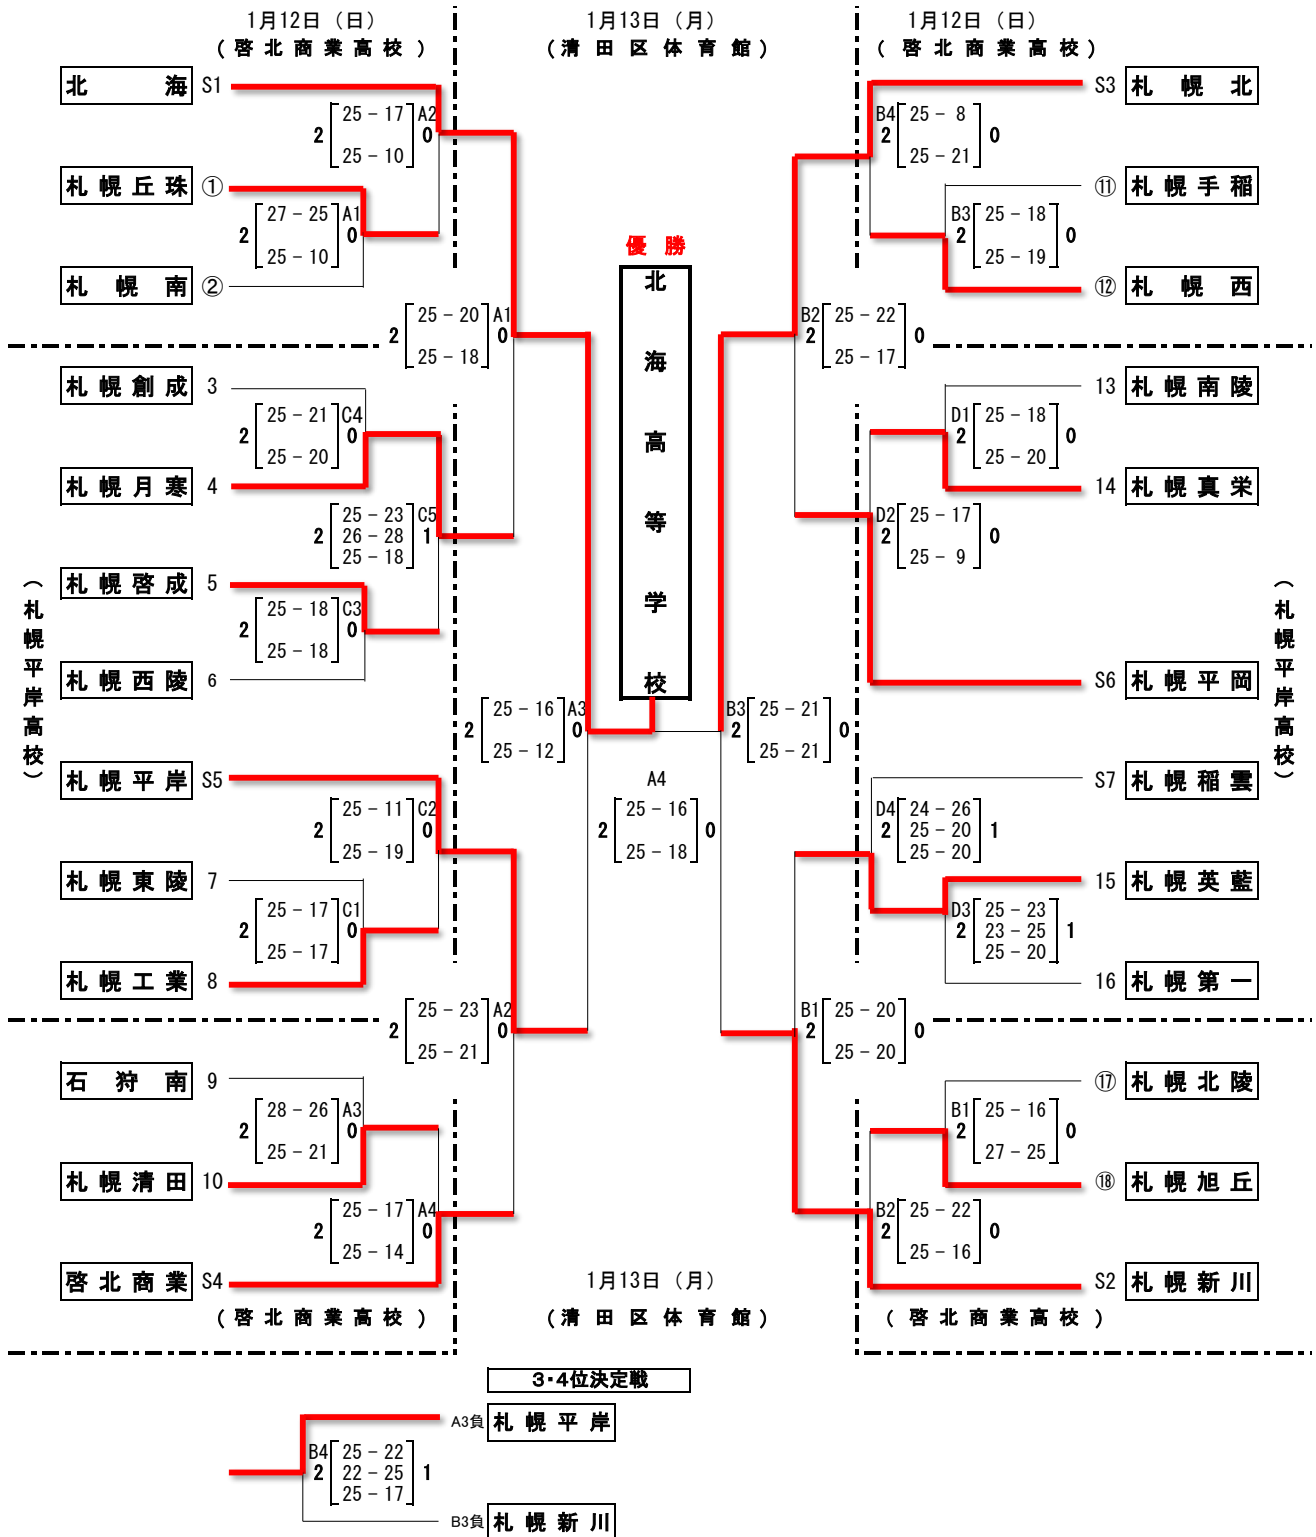 1月12日（日）
(啓北商業高校)
1月13日（月）
(清田区体育館)
1月12日（日）
(啓北商業高校)
北海 S1
2 25－17 A2 0
25－10
札幌丘珠 ①
2 27－25 A1 0
25－10
札幌南 ②
2 25－20 A1 0
25－18
札幌創成 3
2 25－21 C4 0
25－20
札幌月寒 4
2 25－23 C5 1
26－28
25－18
札幌啓成 5
2 25－18 C3 0
25－18
札幌西陵 6
（札幌平岸高校）
2 25－16 A3 0
25－12
札幌平岸 S5
2 25－11 C2 0
25－19
札幌東陵 7
2 25－17 C1 0
25－17
札幌工業 8
2 25－23 A2 0
25－21
石狩南 9
2 28－26 A3 0
25－21
札幌清田 10
2 25－17 A4 0
25－14
啓北商業 S4
(啓北商業高校)
優勝
北海高等学校
A4
2 25－16 0
25－18
1月13日（月）
(清田区体育館)
S3 札幌北
B4 2 25－8 0
25－21
⑪ 札幌手稲
B3 2 25－18 0
25－19
⑫ 札幌西
B2 2 25－22 0
25－17
13 札幌南陵
D1 2 25－18 0
25－20
14 札幌真栄
D2 2 25－17 0
25－9
S6 札幌平岡
（札幌平岸高校）
B3 2 25－21 0
25－21
S7 札幌稲雲
D4 2 24－26 1
25－20
25－20
15 札幌英藍
D3 2 25－23 1
23－25
25－20
16 札幌第一
B1 2 25－20 0
25－20
⑰ 札幌北陵
B1 2 25－16 0
27－25
⑱ 札幌旭丘
B2 2 25－22 0
25－16
S2 札幌新川
(啓北商業高校)
3・4位決定戦
A3負 札幌平岸
B4 2 25－22 1
22－25
25－17
B3負 札幌新川